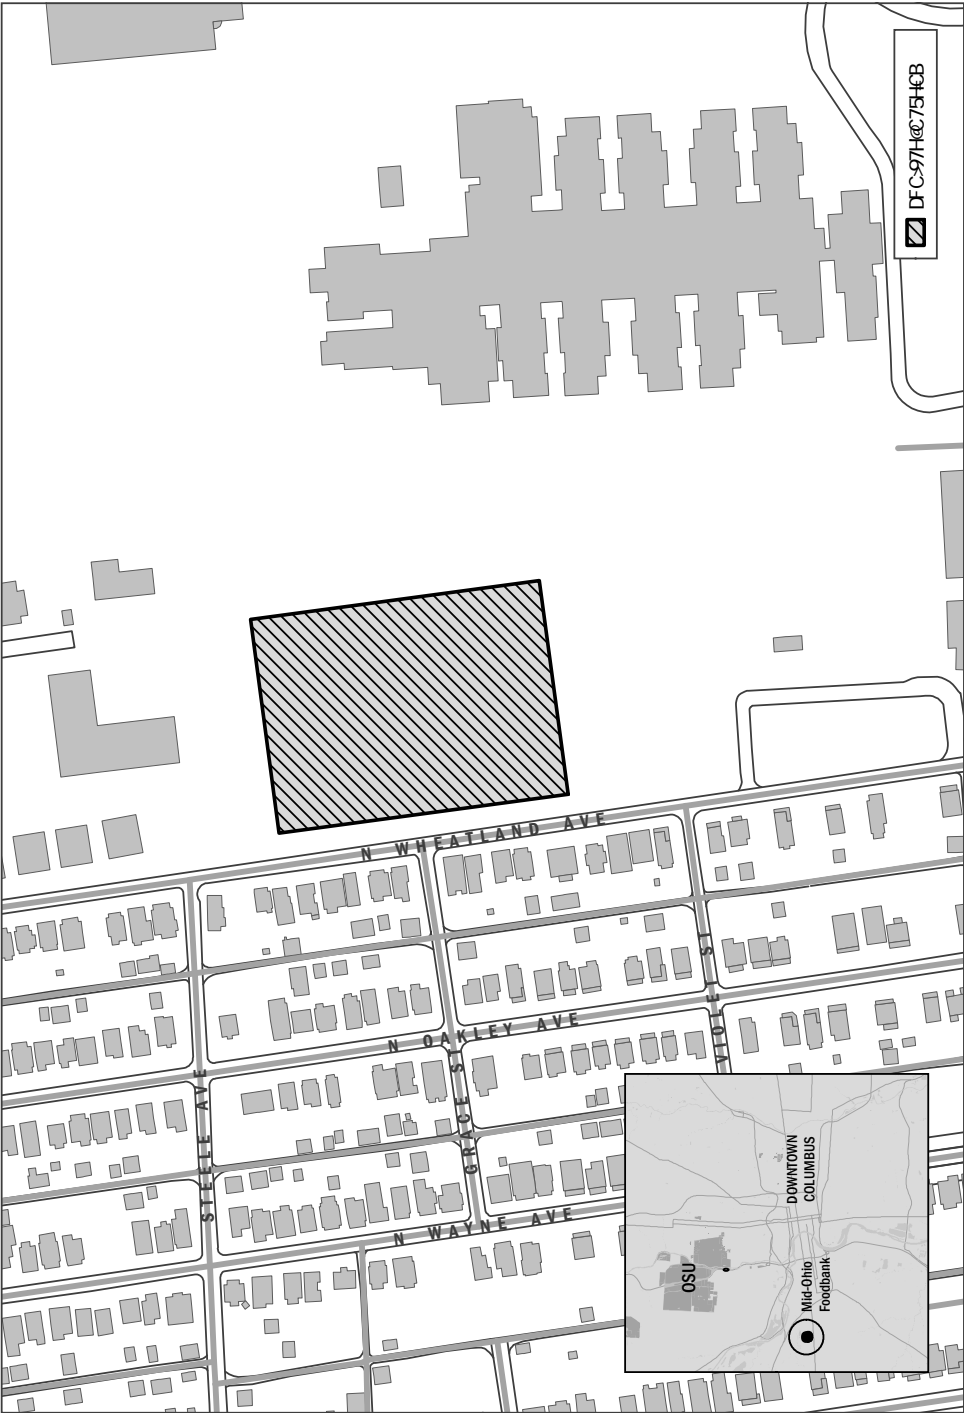 N WHEATLAND AVE
N OAKLEY AVE
N WAYNE AVE
STEELE AVE
GRACE ST
VIOLET ST
OSU
DOWNTOWN
COLUMBUS
Mid-Ohio
Foodbank